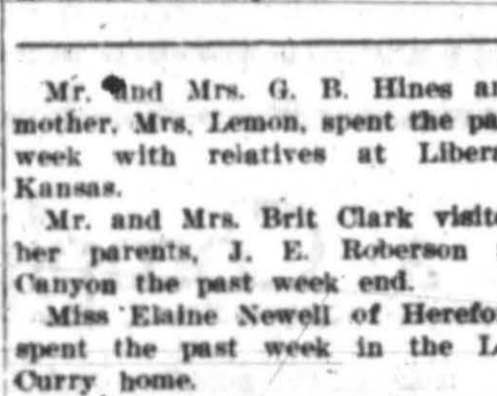 Mr. and Mrs. G. B. Hines
mother, Mrs. Lemon, spent the
week with relatives at
Kansas.
Mr. and Mrs. Brit Clark
her parents, J. E. Roberson
Canyon the past week end.
Miss Elaine Newell of
spent the past week in the
Curry home.